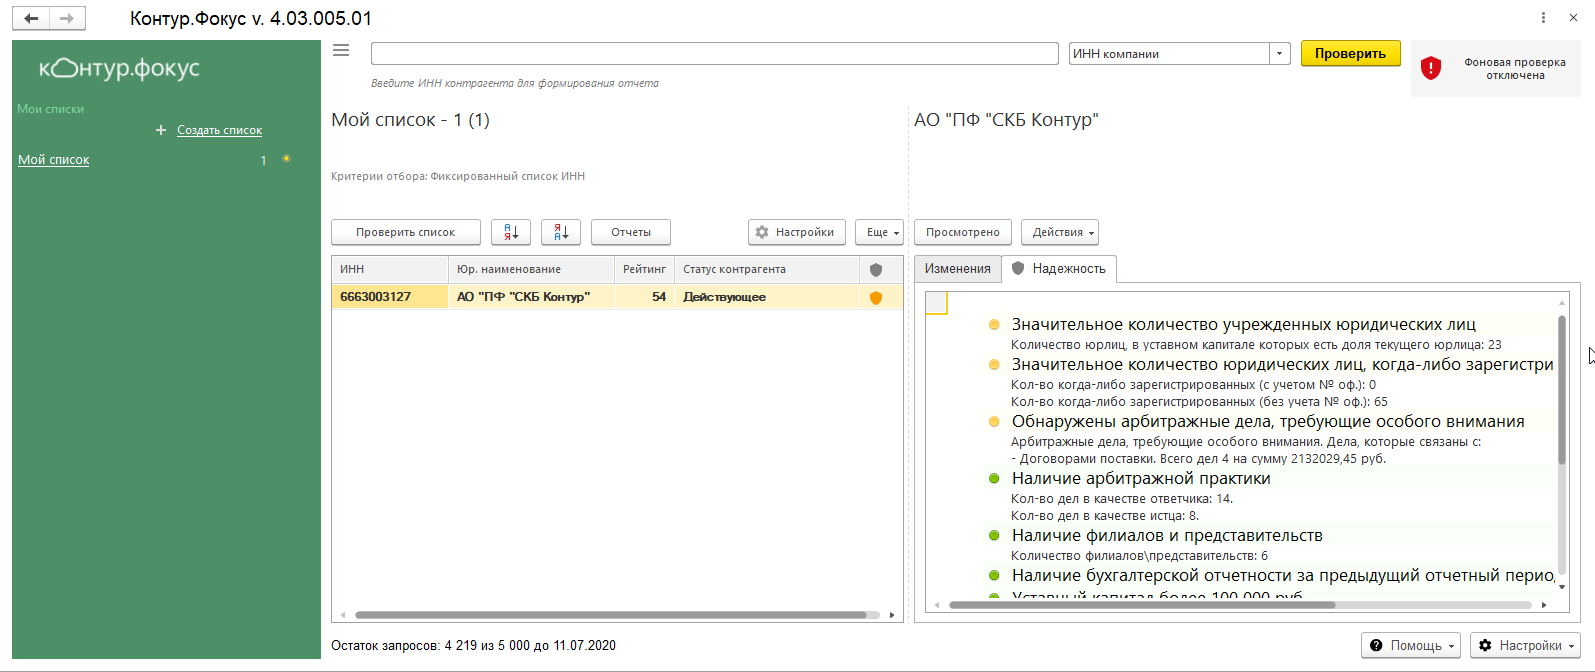 Контур.Фокус v. 4.03.005.01
контур.фокус
Мои списки
Создать список
Мой список 1
ИНН компании
Проверить
Фоновая проверка
отключена
Введите ИНН контрагента для формирования отчета
Мой список - 1 (1)
Критерии отбора: Фиксированный список ИНН
Проверить список
А
Я
Я
А
Отчеты
Настройки
Еще
ИНН Юр. наименование Рейтинг Статус контрагента
6663003127 АО "ПФ "СКБ Контур" 54 Действующее
АО "ПФ "СКБ Контур"
Просмотрено
Действия
Изменения
Надежность
Значительное количество учрежденных юридических лиц
Количество юрлиц, в уставном капитале которых есть доля текущего юрлица: 23
Значительное количество юридических лиц, когда-либо зарегистри
Кол-во когда-либо зарегистрированных (с учетом № оф.): 0
Кол-во когда-либо зарегистрированных (без учета № оф.): 65
Обнаружены арбитражные дела, требующие особого внимания
Арбитражные дела, требующие особого внимания. Дела, которые связаны с:
- Договорами поставки. Всего дел 4 на сумму 2132029,45 руб.
Наличие арбитражной практики
Кол-во дел в качестве ответчика: 14.
Кол-во дел в качестве истца: 8.
Наличие филиалов и представительств
Количество филиалов\представительств: 6
Наличие бухгалтерской отчетности за предыдущий отчетный перио
Уставный капитал более 100 000 руб
Остаток запросов: 4 219 из 5 000 до 11.07.2020
Помощь
Настройки